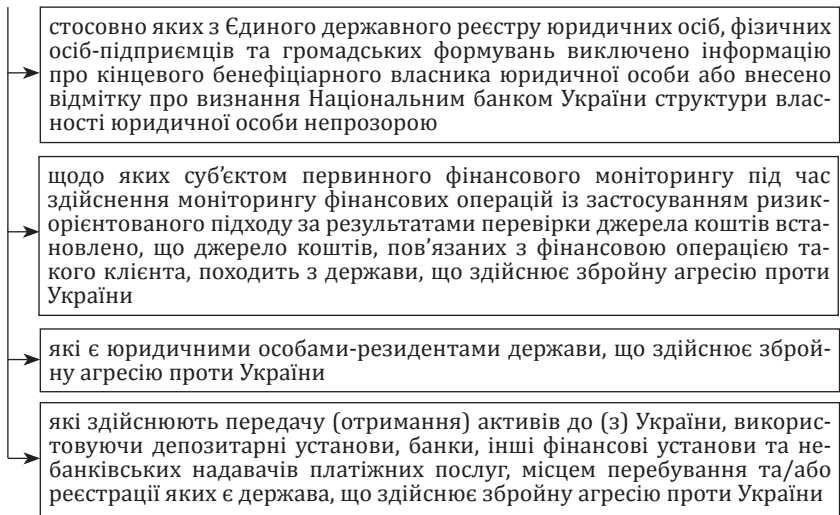 стосовно яких з Єдиного державного реєстру юридичних осіб, фізичних
осіб-підприємців та громадських формувань виключено інформацію
про кінцевого бенефіціарного власника юридичної особи або внесено
відмітку про визнання Національним банком України структури влас-
ності юридичної особи непрозорою
щодо яких суб’єктом первинного фінансового моніторингу під час
здійснення моніторингу фінансових операцій із застосуванням ризик-
орієнтованого підходу за результатами перевірки джерела коштів вста-
новлено, що джерело коштів, пов’язаних з фінансовою операцією та-
кого клієнта, походить з держави, що здійснює збройну агресію проти
України
які є юридичними особами-резидентами держави, що здійснює зброй-
ну агресію проти України
які здійснюють передачу (отримання) активів до (з) України, викорис-
товуючи депозитарні установи, банки, інші фінансові установи та не-
банківських надавачів платіжних послуг, місцем перебування та/або
реєстрації яких є держава, що здійснює збройну агресію проти України